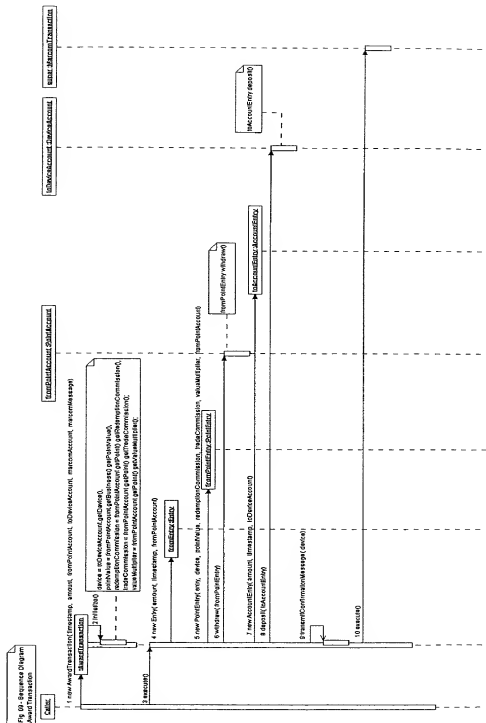 Fig 09 - Sequence Diagram
AwardTransaction
Caller
:AwardTransaction
fromPointAccount :PointAccount
toDeviceAccount :DeviceAccount
super :MarcomTransaction
1 new AwardTransaction( timestamp, amount, fromPointAccount, toDeviceAccount, marcomAccount, marcomMessage)
2 initialize()
device = toDeviceAccount.getDevice();
pointValue = fromPointAccount.getBusiness().getPointValue();
redemptionCommission = fromPointAccount.getPoint().getRedemptionCommission();
tradeCommission = fromPointAccount.getPoint().getTradeCommission();
valueMultiplier = fromPointAccount.getPoint().getValueMultiplier();
3 execute()
4 new Entry( amount, timestamp, fromPointAccount)
fromEntry :Entry
5 new PointEntry( entry, device, pointValue, redemptionCommission, tradeCommission, valueMultiplier, fromPointAccount)
fromPointEntry :PointEntry
6 withdraw( fromPointEntry)
fromPointEntry withdraw()
7 new AccountEntry( amount, timestamp, toDeviceAccount)
toAccountEntry :AccountEntry
8 deposit( toAccountEntry)
toAccountEntry deposit()
9 transmitConfirmationMessage( device)
10 execute()